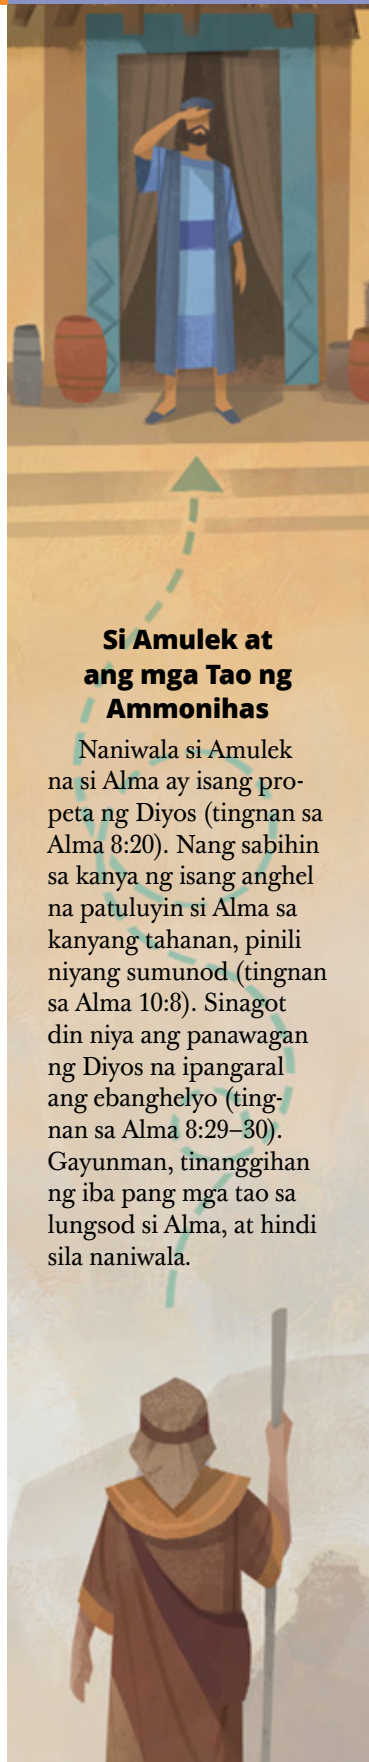 Si Amulek at
ang mga Tao ng
Ammonihas
Naniwala si Amulek
na si Alma ay isang pro-
peta ng Diyos (tingnan sa
Alma 8:20). Nang sabihin
sa kanya ng isang anghel
na patuluyin si Alma sa
kanyang tahanan, pinili
niyang sumunod (tingnan
sa Alma 10:8). Sinagot
din niya ang panawagan
ng Diyos na ipangaral
ang ebanghelyo (ting-
nan sa Alma 8:29–30).
Gayunman, tinanggihan
ng iba pang mga tao sa
lungsod si Alma, at hindi
sila naniwala.